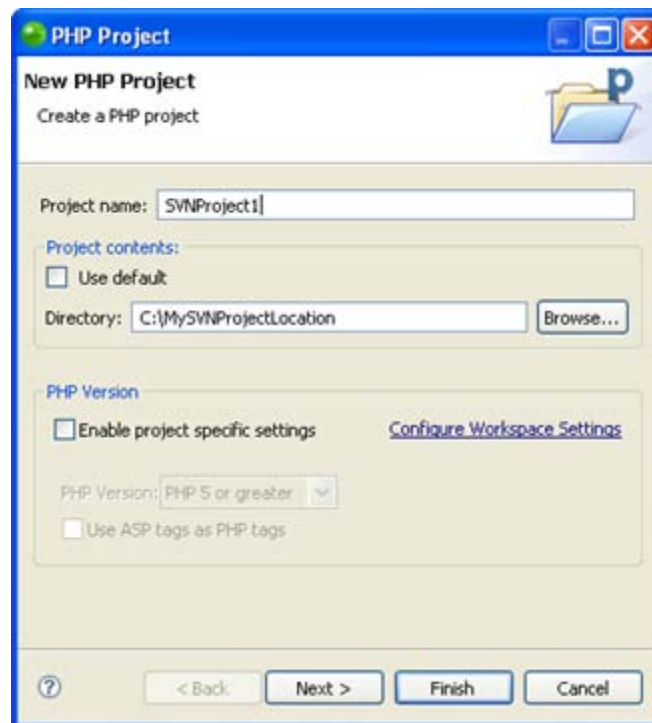 PHP Project
New PHP Project
Create a PHP project
Project name: SVNProject1
Project contents:
Use default
Directory: C:\MySVNProjectLocation Browse...
PHP Version
Enable project specific settings Configure Workspace Settings
PHP Version: PHP 5 or greater
Use ASP tags as PHP tags
? < Back Next > Finish Cancel